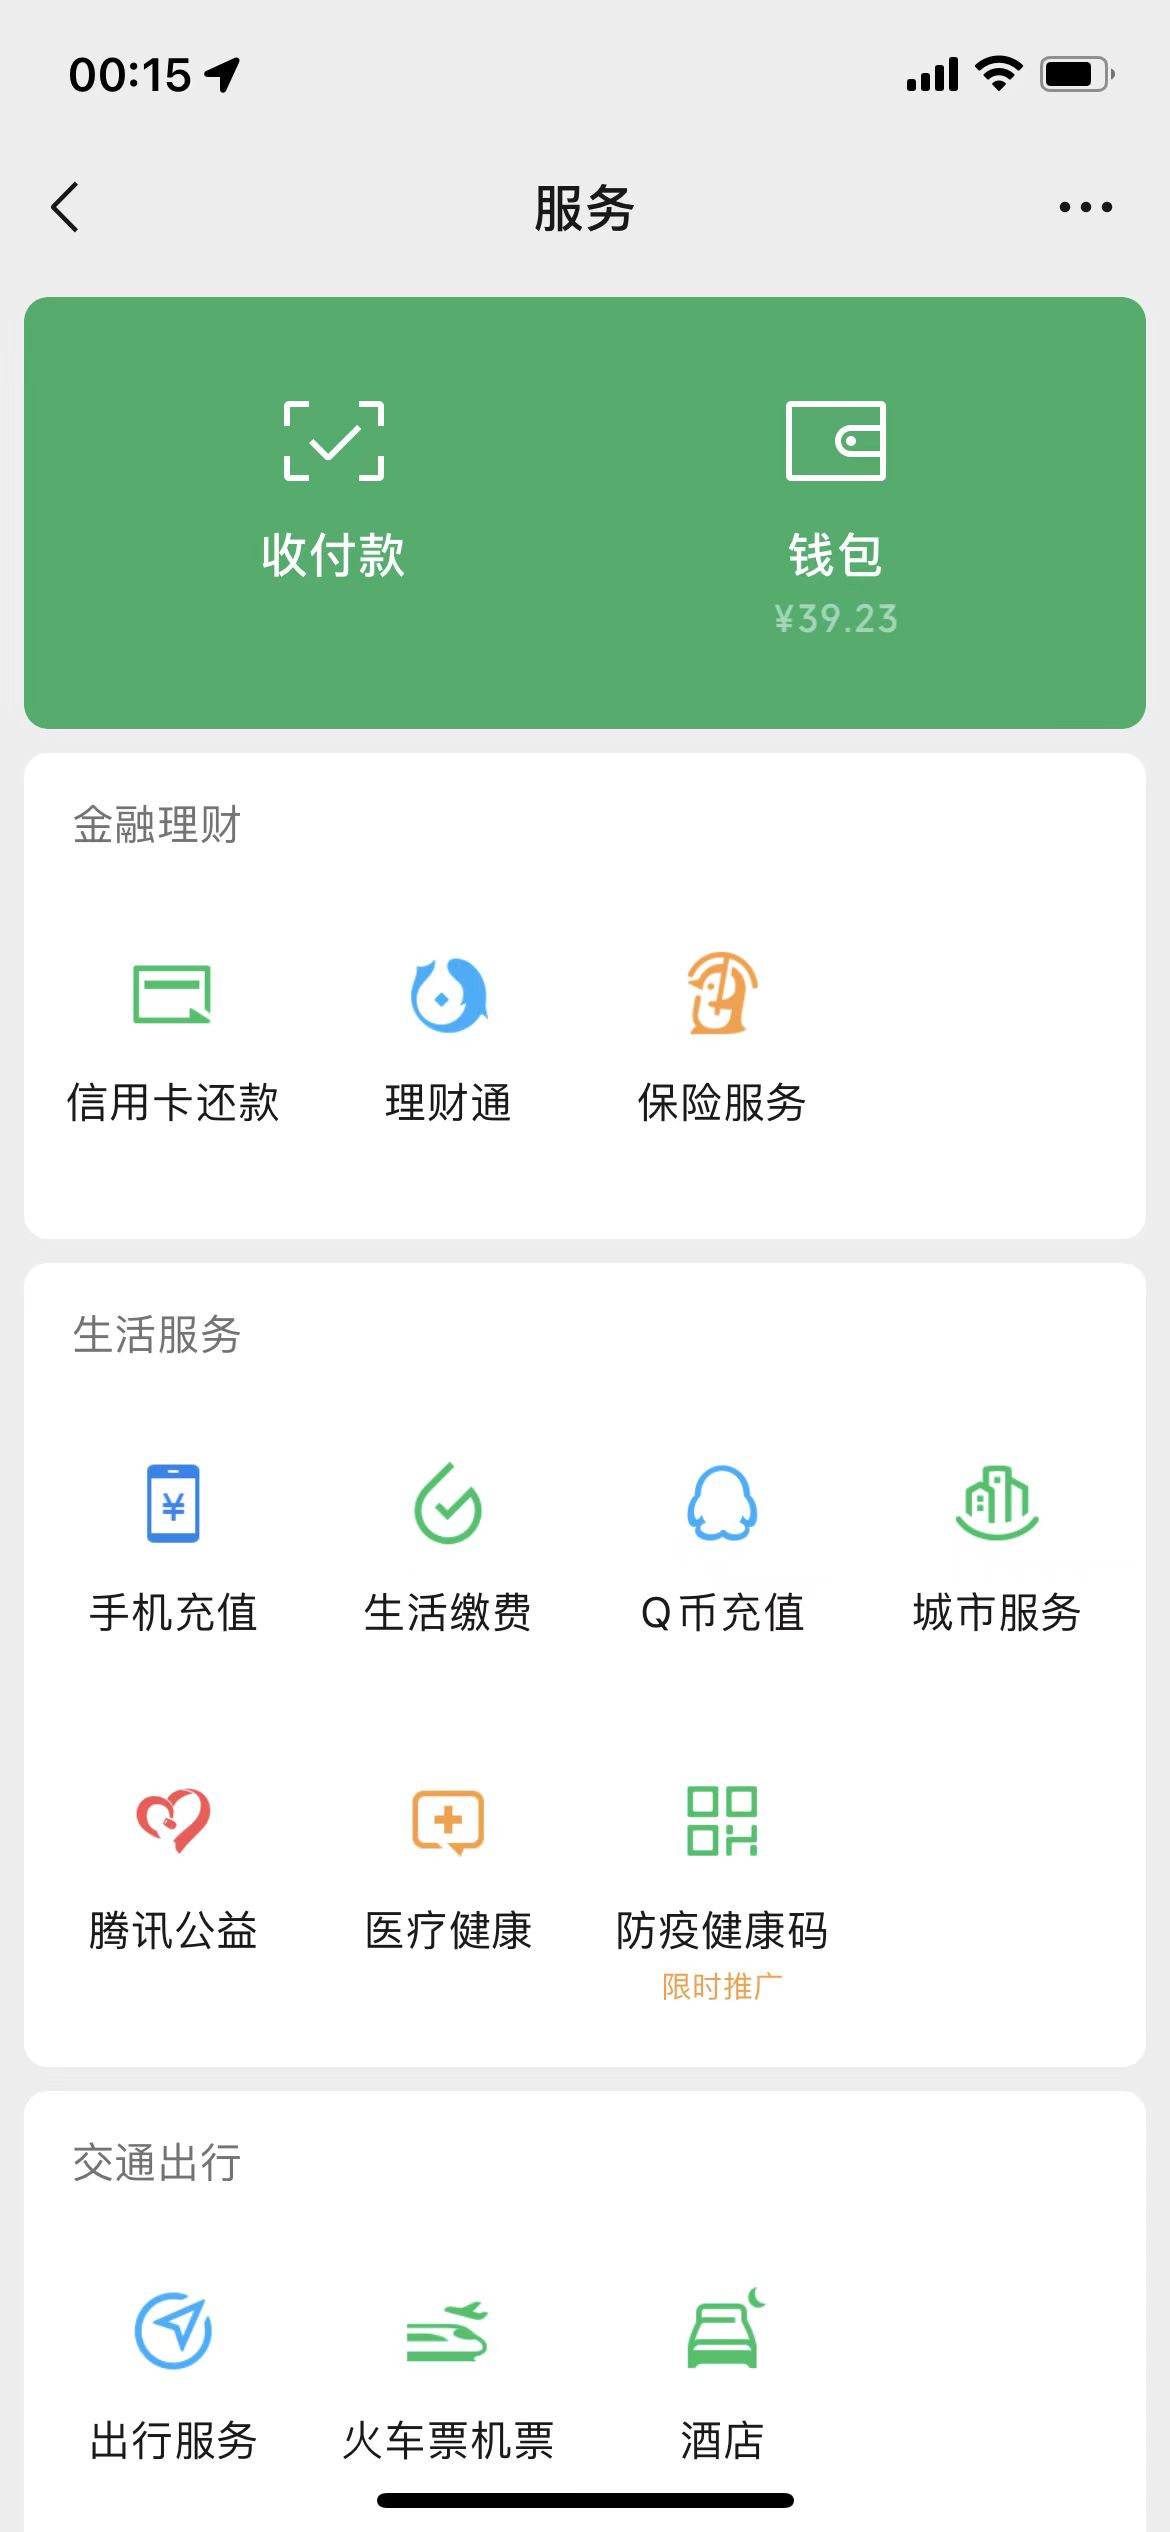 00:15
服务
收付款
钱包
¥39.23
金融理财
信用卡还款
理财通
保险服务
生活服务
手机充值
生活缴费
Q币充值
城市服务
腾讯公益
医疗健康
防疫健康码
限时推广
交通出行
出行服务
火车票机票
酒店